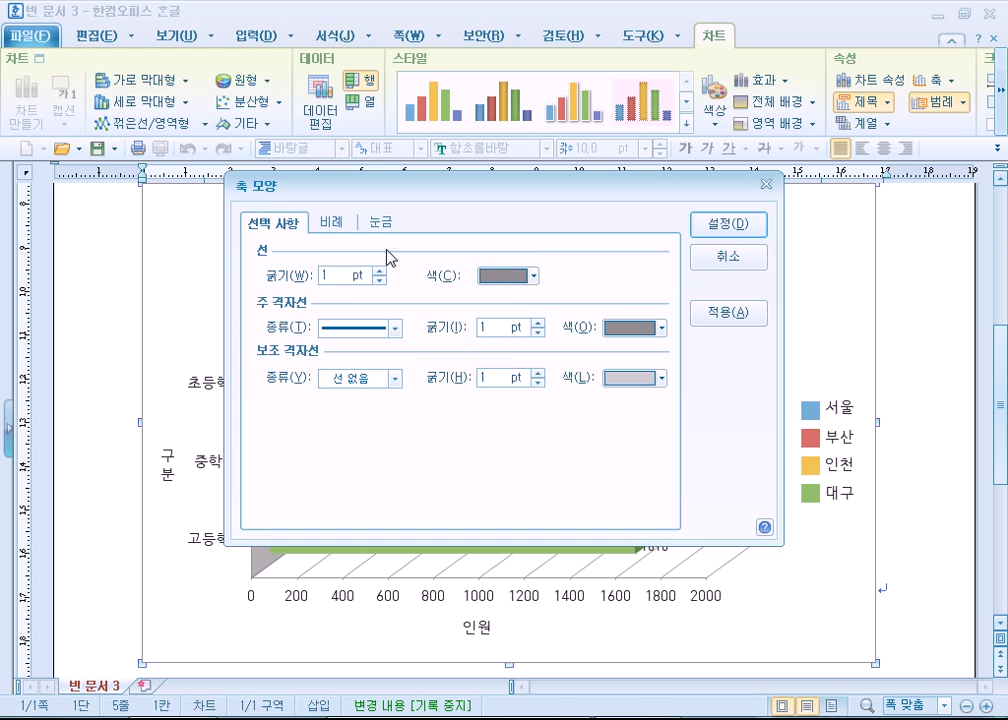 빈 문서 3 - 한컴오피스 한글
파일(F) 편집(E) 보기(U) 입력(D) 서식(J) 쪽(W) 보안(R) 검토(H) 도구(K) 차트
차트 데이터 스타일 속성
차트 만들기
캡션
가로 막대형 원형 행
세로 막대형 분산형 열
꺾은선/영역형 기타
데이터 편집
색상
효과
전체 배경
영역 배경
차트 속성 축
제목 범례
계열
바탕글 대표 함초롬바탕 10,0 pt 가 가 가 가 가
축 모양
선택 사항 비례 눈금
설정(D)
취소
적용(A)
선
굵기(W): 1 pt 색(C):
주 격자선
종류(T): 굵기(I): 1 pt 색(O):
보조 격자선
종류(Y): 선 없음 굵기(H): 1 pt 색(L):
초등학
구분
중학
고등학
서울
부산
인천
대구
0 200 400 600 800 1000 1200 1400 1600 1800 2000
인원
빈 문서 3
1/1쪽 1단 5줄 1칸 차트 1/1 구역 삽입 변경 내용 [기록 중지] 폭 맞춤